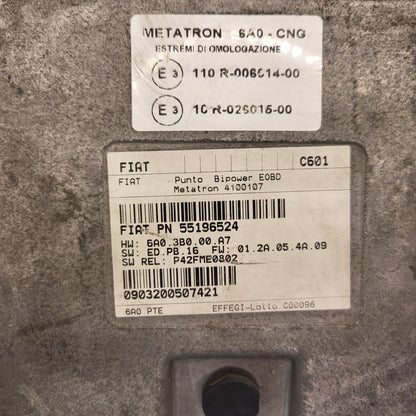 METATRON 6A0 - CNG
ESTREMI DI OMOLOGAZIONE
E 3 110 R-006014-00
E 3 10 R-026015-00
FIAT C601
FIAT Punto Bipower EOBD
Metatron 4100107
FIAT PN 55196524
HW: 6A0.3B0.00.A7
SW: ED.PB.16 FW: 01.2A.05.4A.09
SW REL: P42FME0802
0903200507421
6A0 PTE EFFEGI-Lotto C00096